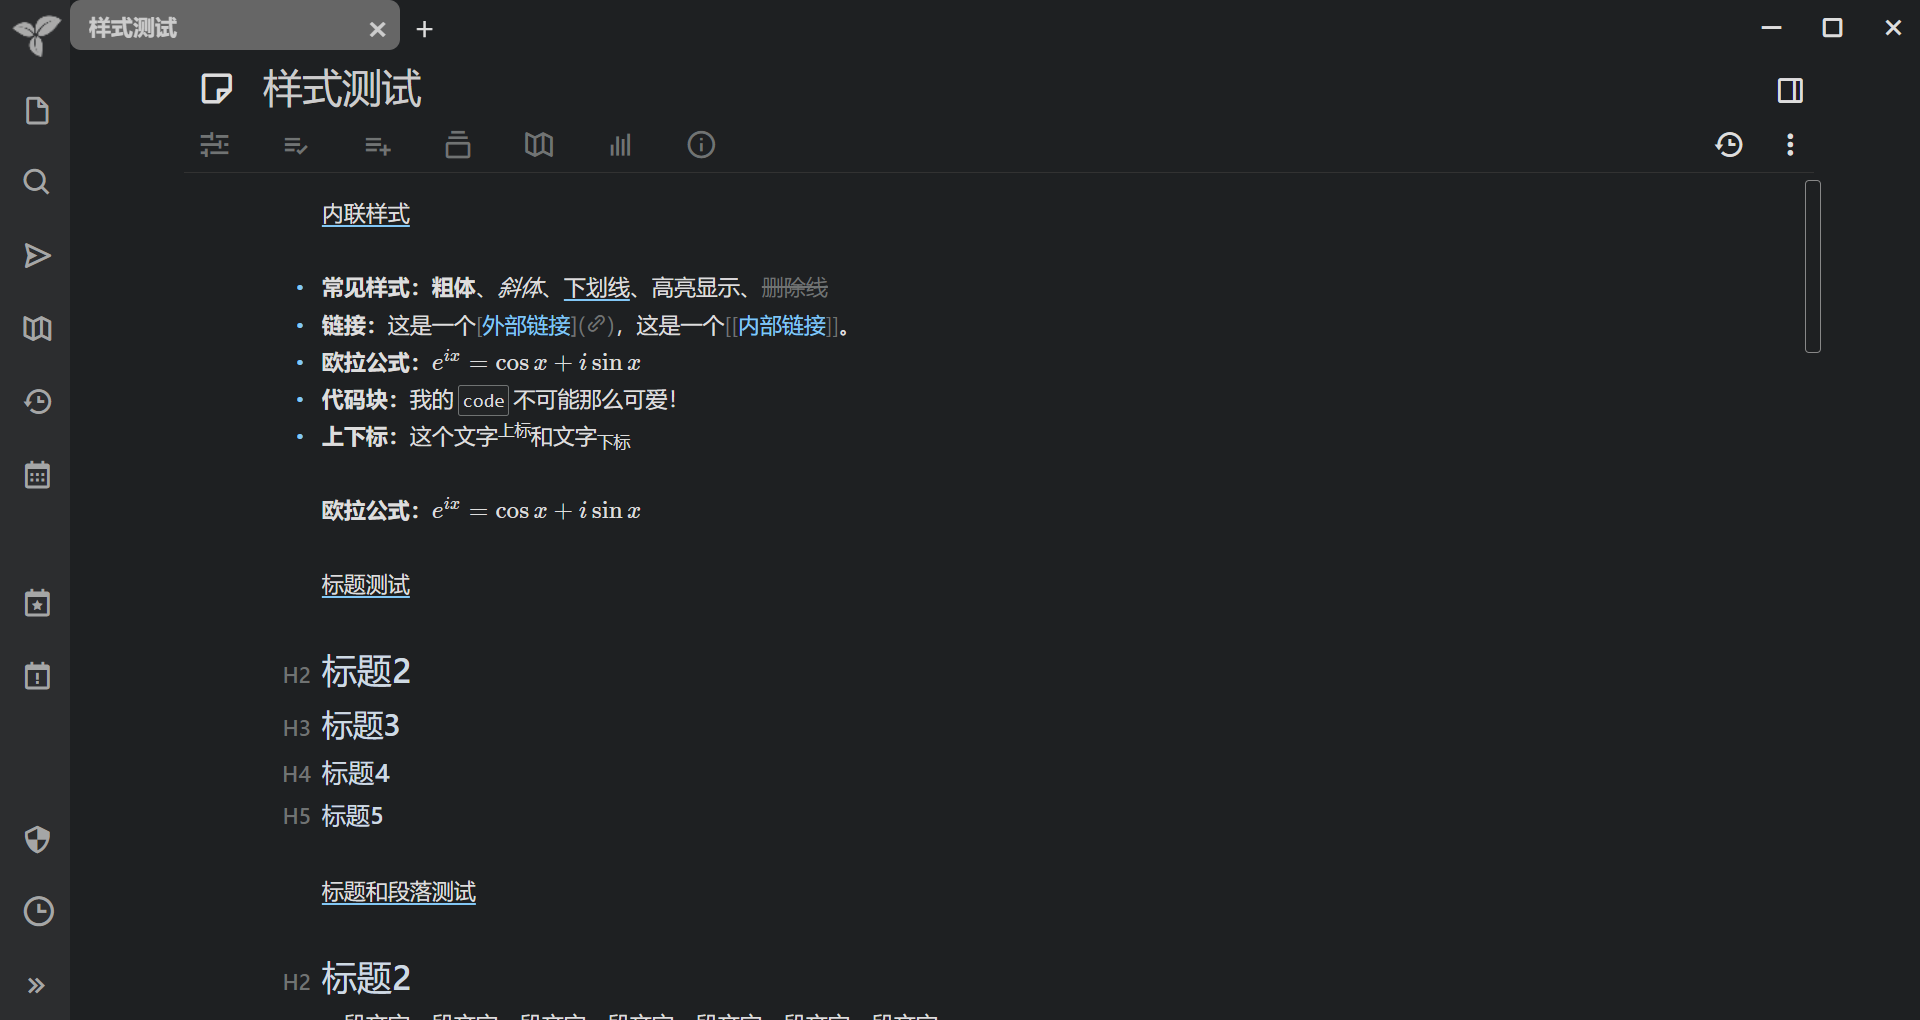 样式测试
样式测试
内联样式
• 常见样式：粗体、斜体、下划线、高亮显示、删除线
• 链接：这是一个[外部链接]()，这是一个[[内部链接]]。
• 欧拉公式：e^{ix} = cos x + i sin x
• 代码块：我的 code 不可能那么可爱！
• 上下标：这个文字上标和文字下标
欧拉公式：e^{ix} = cos x + i sin x
标题测试
H2 标题2
H3 标题3
H4 标题4
H5 标题5
标题和段落测试
H2 标题2